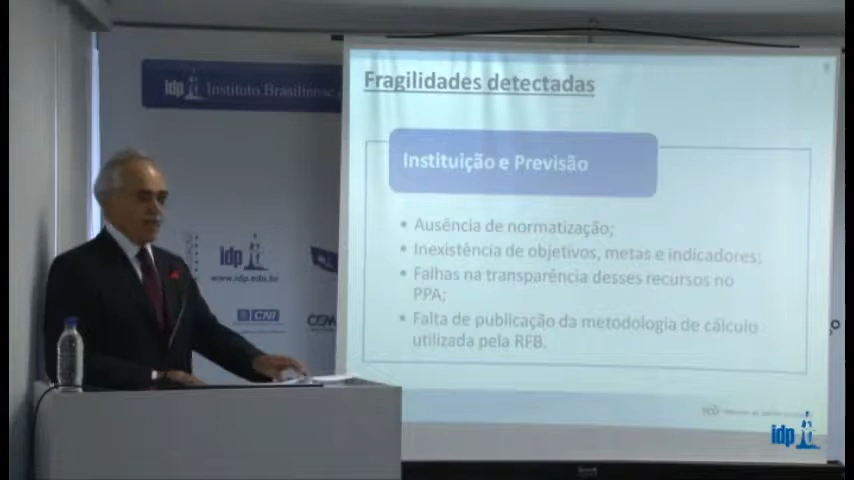 Fragilidades detectadas
idp Instituto Brasiliense
Instituição e Previsão
• Ausência de normatização;
• Inexistência de objetivos, metas e indicadores;
• Falhas na transparência desses recursos no
PPA;
• Falta de publicação da metodologia de cálculo
utilizada pela RFB.
idp
www.idp.edu.br
CNI
idp